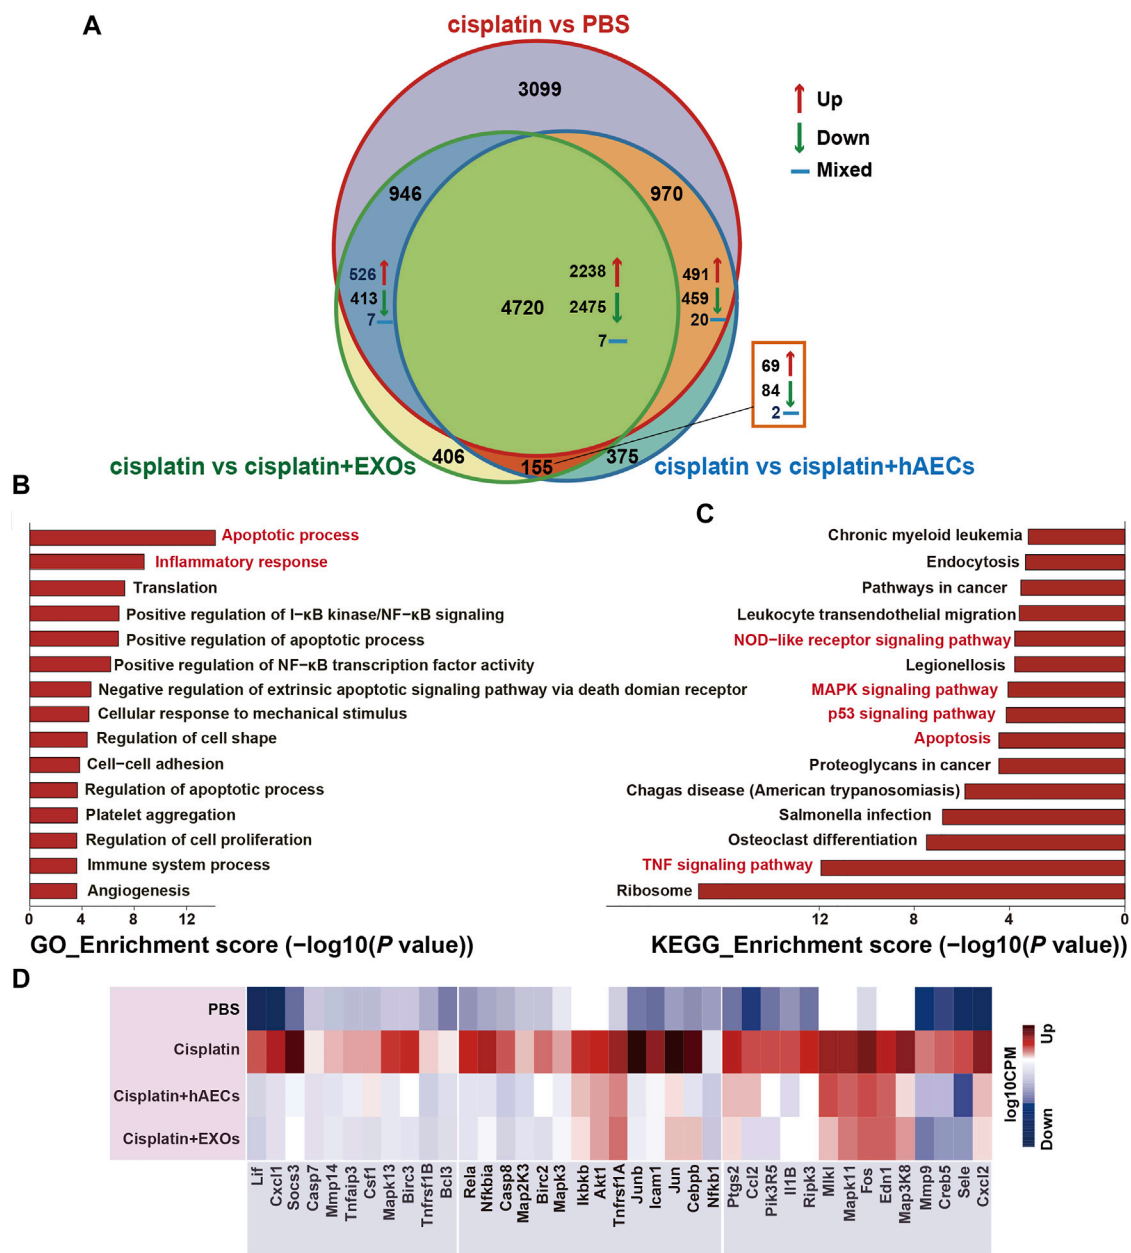 A
cisplatin vs PBS
3099
Up
Down
Mixed
946
970
526
413
7
4720
2238
2475
7
491
459
20
69
84
2
406
155
375
cisplatin vs cisplatin+EXOs
cisplatin vs cisplatin+hAECs
B
Apoptotic process
Inflammatory response
Translation
Positive regulation of I−κB kinase/NF−κB signaling
Positive regulation of apoptotic process
Positive regulation of NF−κB transcription factor activity
Negative regulation of extrinsic apoptotic signaling pathway via death domian receptor
Cellular response to mechanical stimulus
Regulation of cell shape
Cell−cell adhesion
Regulation of apoptotic process
Platelet aggregation
Regulation of cell proliferation
Immune system process
Angiogenesis
0 4 8 12
GO_Enrichment score (−log10(P value))
C
Chronic myeloid leukemia
Endocytosis
Pathways in cancer
Leukocyte transendothelial migration
NOD−like receptor signaling pathway
Legionellosis
MAPK signaling pathway
p53 signaling pathway
Apoptosis
Proteoglycans in cancer
Chagas disease (American trypanosomiasis)
Salmonella infection
Osteoclast differentiation
TNF signaling pathway
Ribosome
12 8 4 0
KEGG_Enrichment score (−log10(P value))
D
PBS
Cisplatin
Cisplatin+hAECs
Cisplatin+EXOs
Lif
Cxcl1
Socs3
Casp7
Mmp14
Tnfaip3
Csf1
Mapk13
Birc3
Tnfrsf1B
Bcl3
Rela
Nfkbia
Casp8
Map2K3
Birc2
Mapk3
Ikbkb
Akt1
Tnfrsf1A
Junb
Icam1
Jun
Cebpb
Nfkb1
Ptgs2
Ccl2
Pik3R5
Il1B
Ripk3
Mlkl
Mapk11
Fos
Edn1
Map3K8
Mmp9
Creb5
Sele
Cxcl2
log10CPM
Up
Down